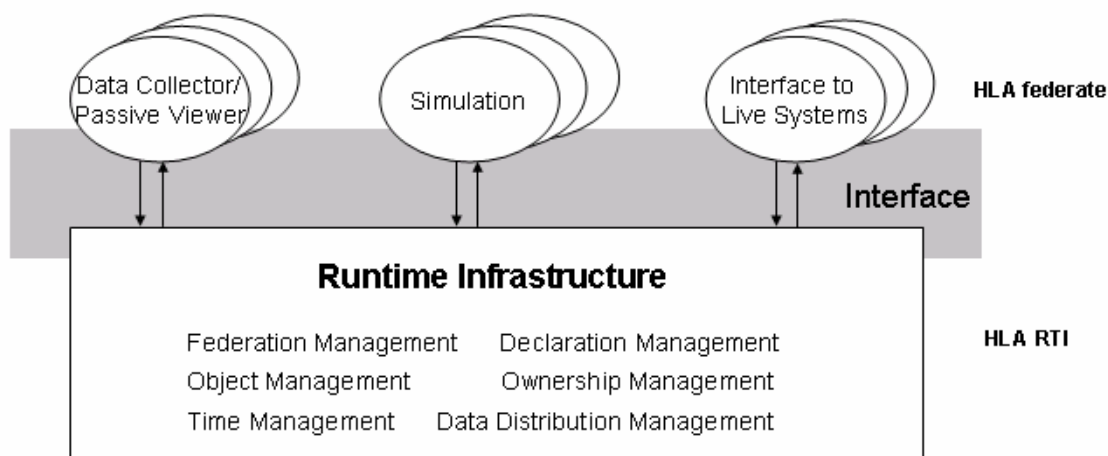 Data Collector/
Passive Viewer
Simulation
Interface to
Live Systems
HLA federate
Interface
Runtime Infrastructure
Federation Management Declaration Management
HLA RTI
Object Management Ownership Management
Time Management Data Distribution Management